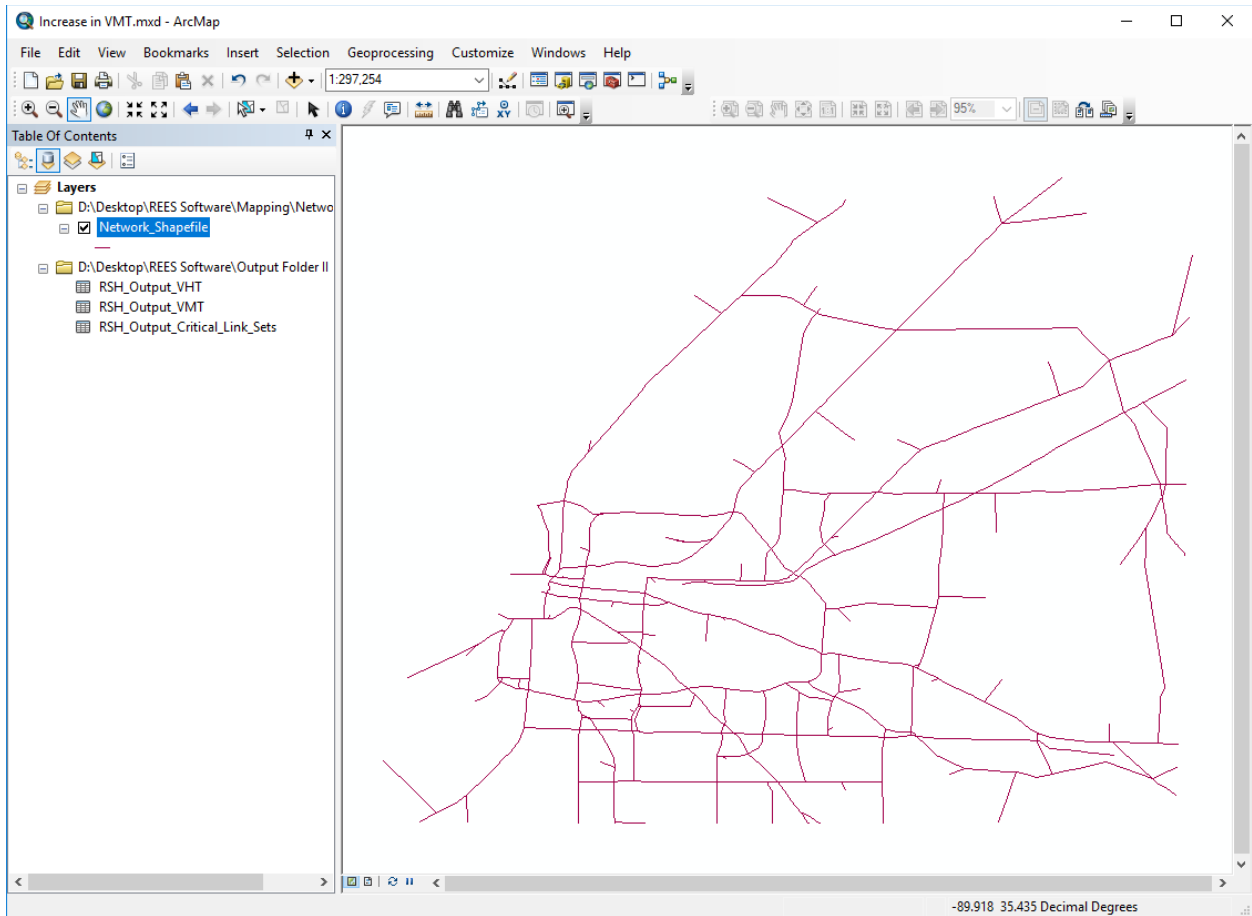 Increase in VMT.mxd - ArcMap
File Edit View Bookmarks Insert Selection Geoprocessing Customize Windows Help
1:297,254
XY 95%
Table Of Contents
Layers
D:\Desktop\REES Software\Mapping\Netwo
Network_Shapefile
D:\Desktop\REES Software\Output Folder II
RSH_Output_VHT
RSH_Output_VMT
RSH_Output_Critical_Link_Sets
-89.918 35.435 Decimal Degrees